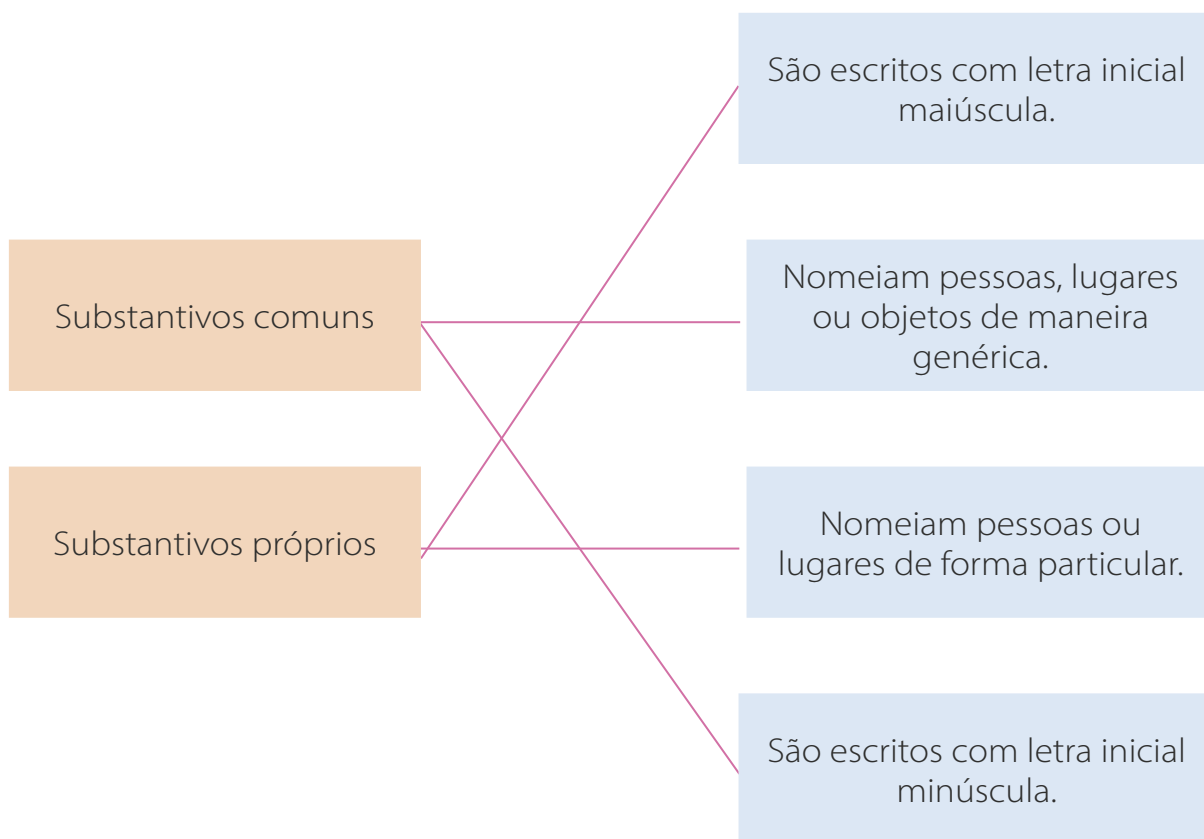 Substantivos comuns
Substantivos próprios
São escritos com letra inicial
maiúscula.
Nomeiam pessoas, lugares
ou objetos de maneira
genérica.
Nomeiam pessoas ou
lugares de forma particular.
São escritos com letra inicial
minúscula.